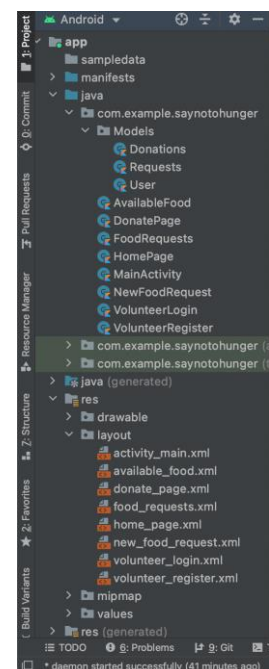 Android
app
sampledata
manifests
java
com.example.saynotohunger
Models
Donations
Requests
User
AvailableFood
DonatePage
FoodRequests
HomePage
MainActivity
NewFoodRequest
VolunteerLogin
VolunteerRegister
com.example.saynotohunger
com.example.saynotohunger
java (generated)
res
drawable
layout
activity_main.xml
available_food.xml
donate_page.xml
food_requests.xml
home_page.xml
new_food_request.xml
volunteer_login.xml
volunteer_register.xml
mipmap
values
res (generated)
1: Project
0: Commit
Pull Requests
Resource Manager
Z: Structure
2: Favorites
Build Variants
TODO 6: Problems 9: Git
* daemon started successfully (41 minutes ago)